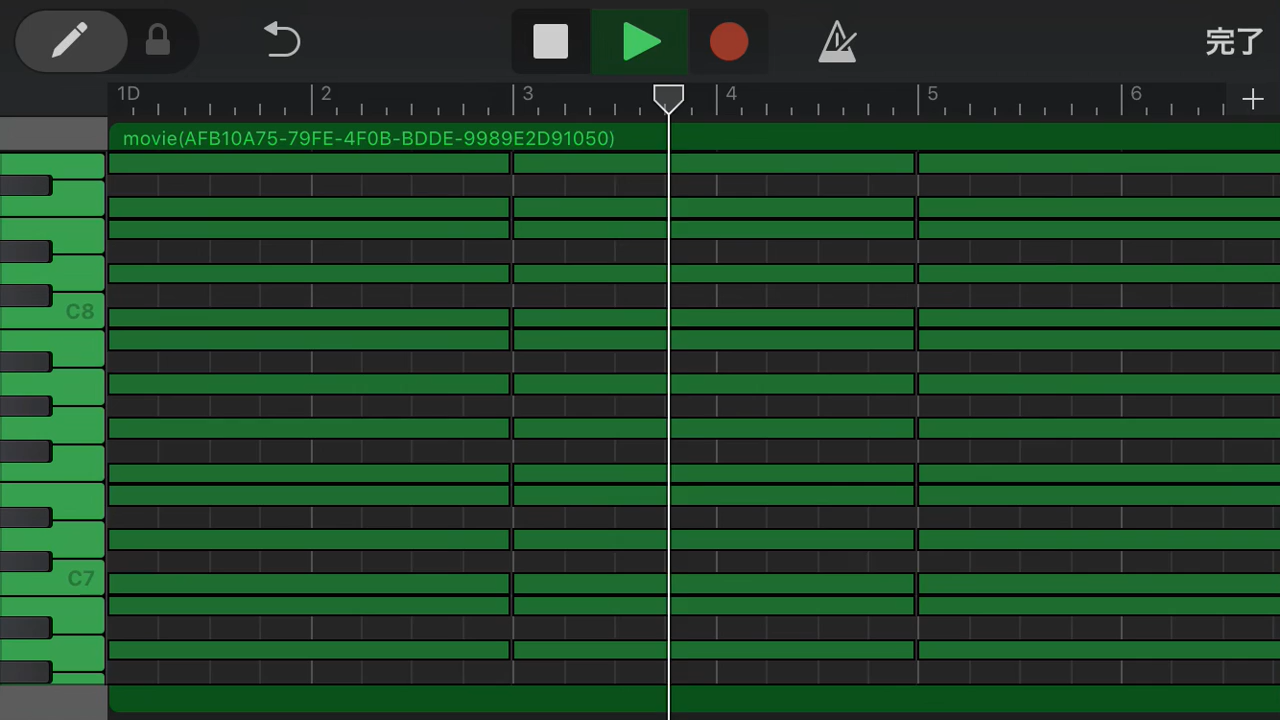 完了
1D 2 3 4 5 6
movie(AFB10A75-79FE-4F0B-BDDE-9989E2D91050)
C8
C7